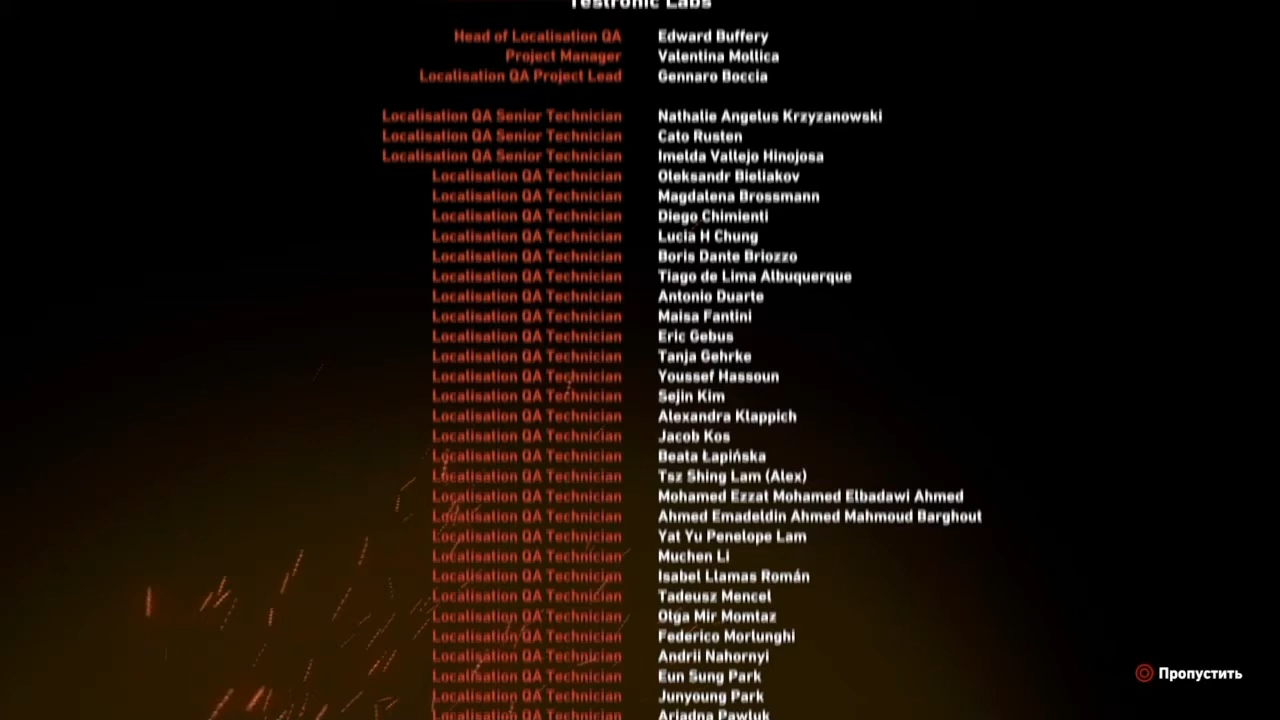 Testronic Labs
Head of Localisation QA Edward Buffery
Project Manager Valentina Mollica
Localisation QA Project Lead Gennaro Boccia
Localisation QA Senior Technician Nathalie Angelus Krzyzanowski
Localisation QA Senior Technician Cato Rusten
Localisation QA Senior Technician Imelda Vallejo Hinojosa
Localisation QA Technician Oleksandr Bieliakov
Localisation QA Technician Magdalena Brossmann
Localisation QA Technician Diego Chimienti
Localisation QA Technician Lucia H Chung
Localisation QA Technician Boris Dante Briozzo
Localisation QA Technician Tiago de Lima Albuquerque
Localisation QA Technician Antonio Duarte
Localisation QA Technician Maisa Fantini
Localisation QA Technician Eric Gebus
Localisation QA Technician Tanja Gehrke
Localisation QA Technician Youssef Hassoun
Localisation QA Technician Sejin Kim
Localisation QA Technician Alexandra Klappich
Localisation QA Technician Jacob Kos
Localisation QA Technician Beata Łapińska
Localisation QA Technician Tsz Shing Lam (Alex)
Localisation QA Technician Mohamed Ezzat Mohamed Elbadawi Ahmed
Localisation QA Technician Ahmed Emadeldin Ahmed Mahmoud Barghout
Localisation QA Technician Yat Yu Penelope Lam
Localisation QA Technician Muchen Li
Localisation QA Technician Isabel Llamas Román
Localisation QA Technician Tadeusz Mencel
Localisation QA Technician Olga Mir Momtaz
Localisation QA Technician Federico Morlunghi
Localisation QA Technician Andrii Nahornyi
Localisation QA Technician Eun Sung Park
Localisation QA Technician Junyoung Park
Localisation QA Technician Ariadna Pawluk
Пропустить